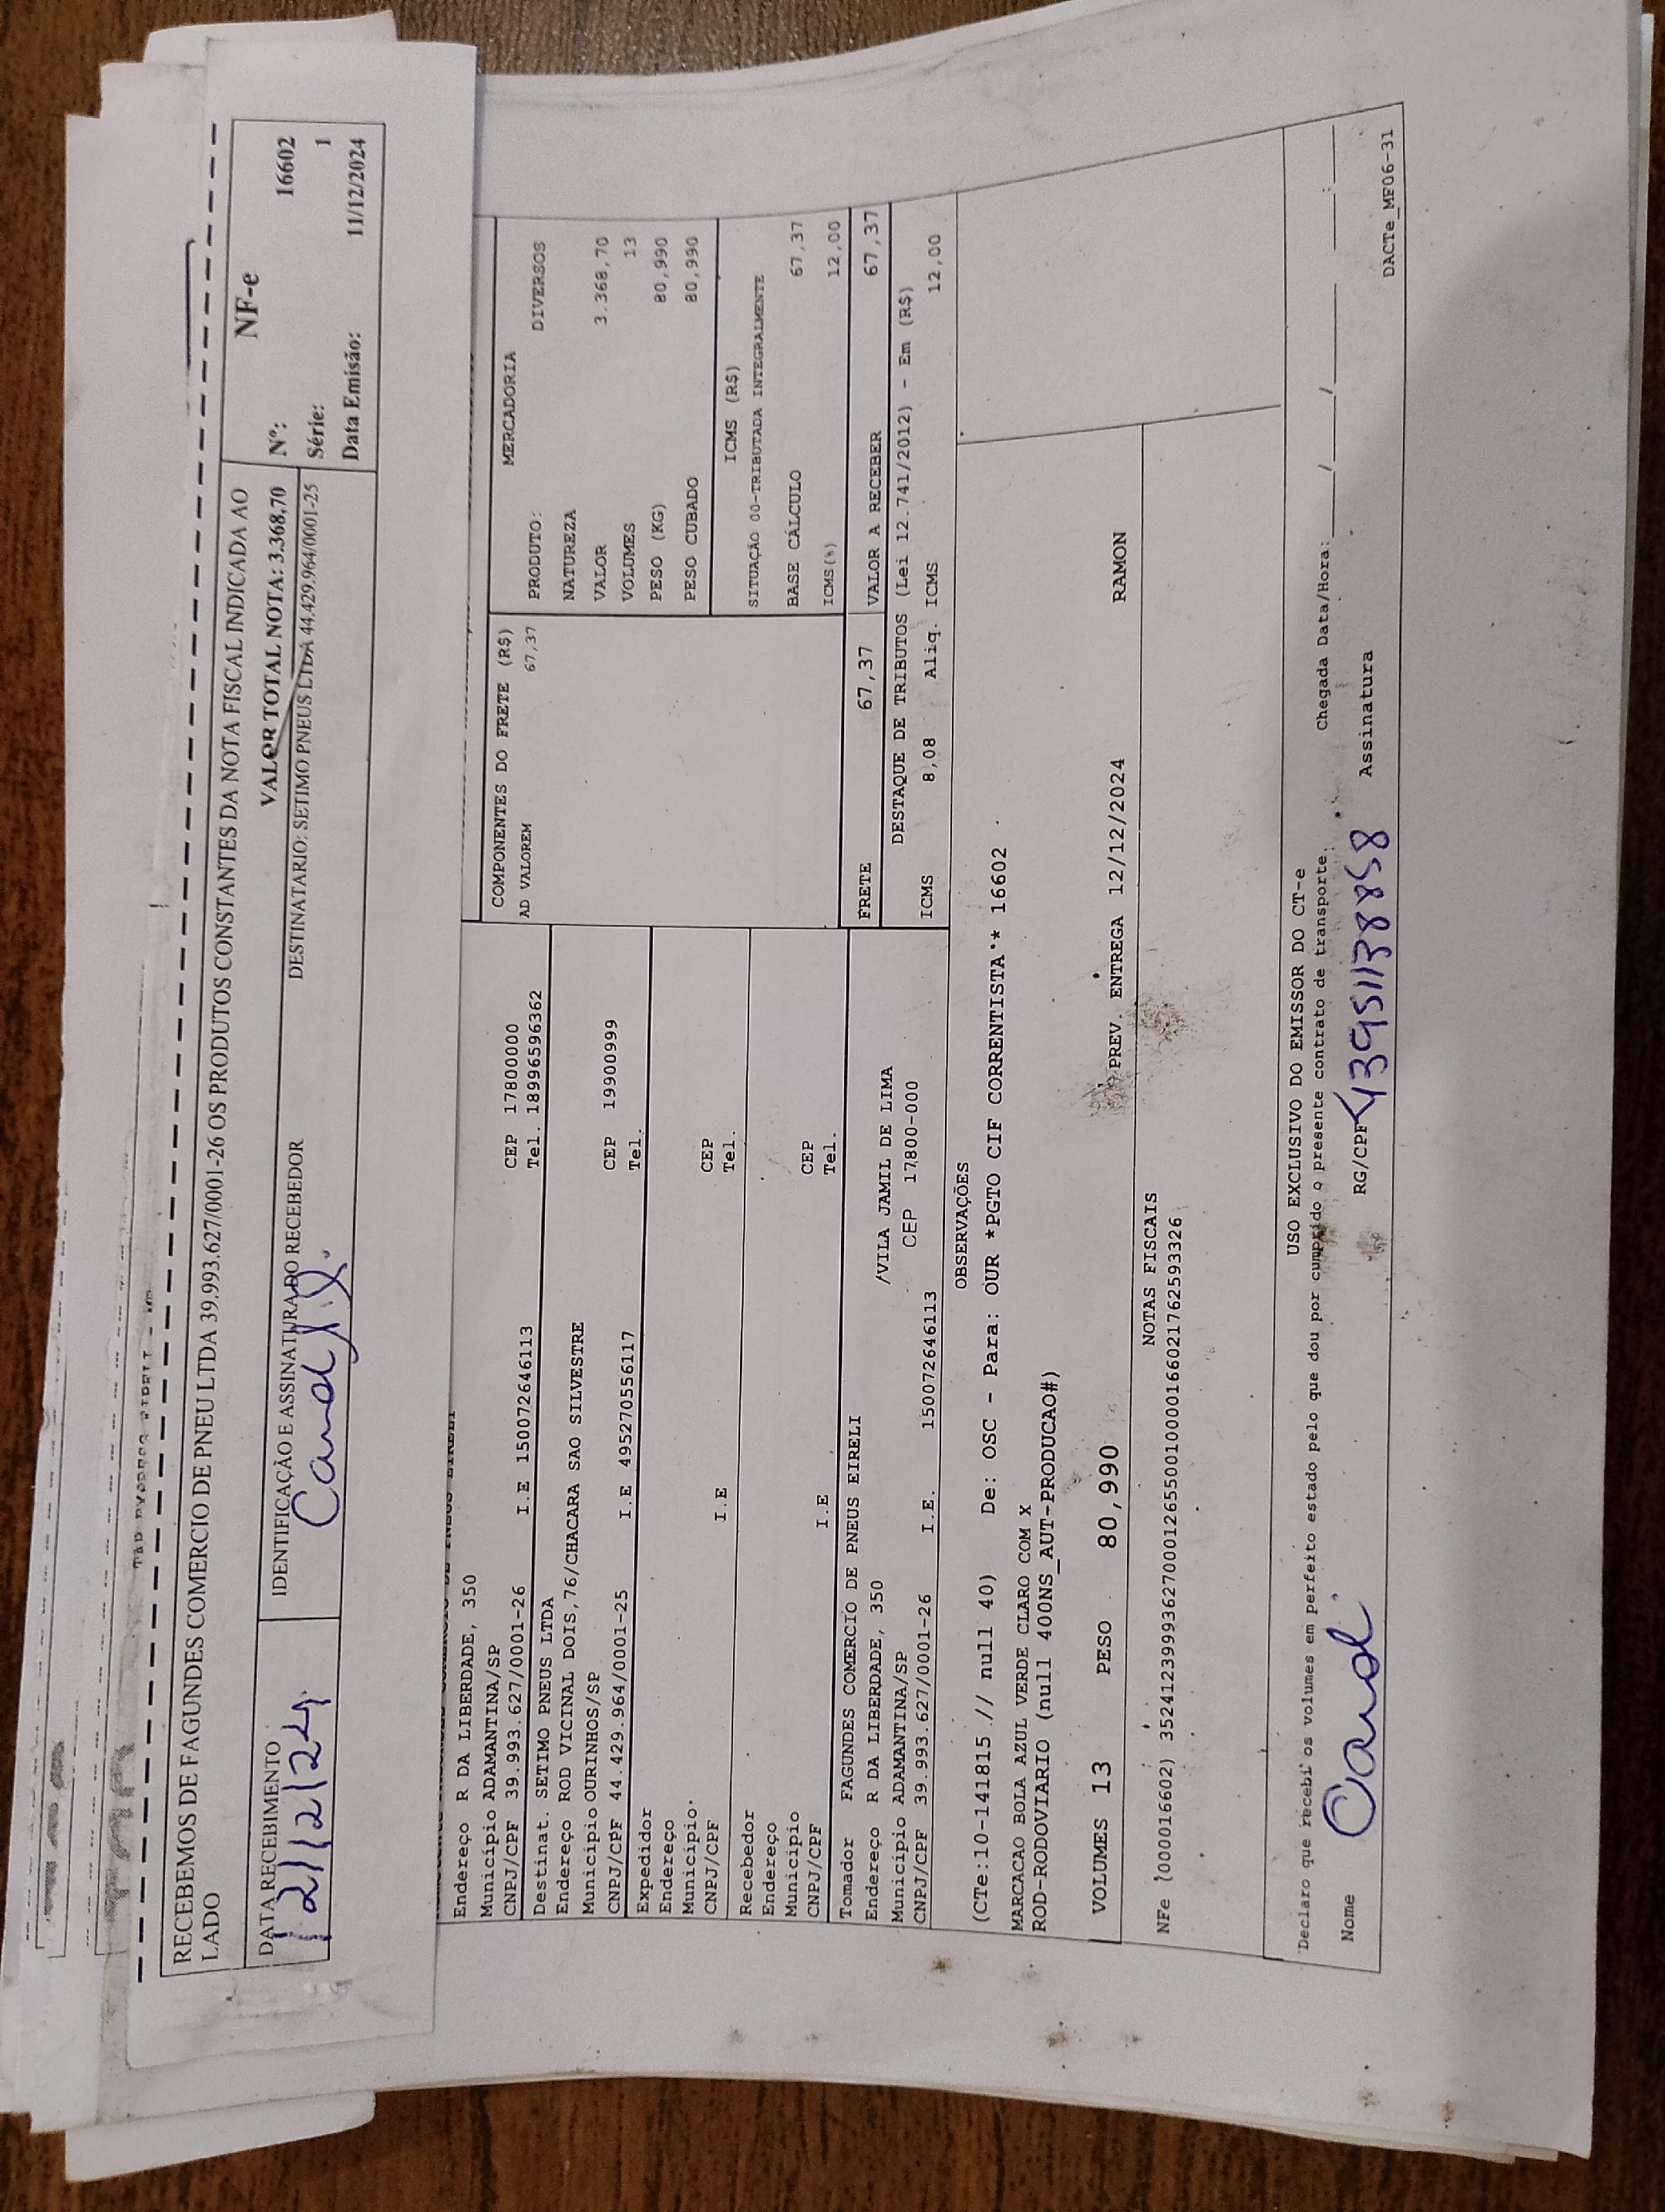 RECEBEMOS DE FAGUNDES COMERCIO DE PNEU LTDA 39.993.627/0001-26 OS PRODUTOS CONSTANTES DA NOTA FISCAL INDICADA AO
LADO
VALOR TOTAL NOTA: 3.368,70
DATA RECEBIMENTO
12/12/24
IDENTIFICAÇÃO E ASSINATURA DO RECEBEDOR
DESTINATARIO: SETIMO PNEUS LTDA 44.429.964/0001-25
NF-e
Nº: 16602
Série: 1
Data Emissão: 11/12/2024
Endereço R DA LIBERDADE, 350
Município ADAMANTINA/SP CEP 17800000
CNPJ/CPF 39.993.627/0001-26 I.E 150072646113 Tel. 18996596362
Destinat. SETIMO PNEUS LTDA
Endereço ROD VICINAL DOIS,76/CHACARA SAO SILVESTRE
Município OURINHOS/SP CEP 19900999
CNPJ/CPF 44.429.964/0001-25 I.E 495270556117 Tel.
Expedidor
Endereço
Município
CEP
CNPJ/CPF I.E Tel.
Recebedor
Endereço
Município CEP
CNPJ/CPF I.E Tel.
Tomador FAGUNDES COMERCIO DE PNEUS EIRELI
Endereço R DA LIBERDADE, 350 /VILA JAMIL DE LIMA
Município ADAMANTINA/SP CEP 17800-000
CNPJ/CPF 39.993.627/0001-26 I.E. 150072646113
COMPONENTES DO FRETE (R$)
AD VALOREM 67,37
MERCADORIA
PRODUTO: DIVERSOS
NATUREZA
VALOR 3.368,70
VOLUMES 13
PESO (KG) 80,990
PESO CUBADO 80,990
ICMS (R$)
SITUAÇÃO 00-TRIBUTADA INTEGRALMENTE
BASE CÁLCULO 67,37
ICMS(%) 12,00
FRETE 67,37 VALOR A RECEBER 67,37
DESTAQUE DE TRIBUTOS (Lei 12.741/2012) - Em (R$)
ICMS 8,08 Aliq. ICMS 12,00
OBSERVAÇÕES
(CTe:10-141815 // null 40) De: OSC - Para: OUR *PGTO CIF CORRENTISTA** 16602
MARCACAO BOLA AZUL VERDE CLARO COM X
ROD-RODOVIARIO (null 400NS_AUT-PRODUCAO#)
VOLUMES 13 PESO 80,990 PREV. ENTREGA 12/12/2024 RAMON
NOTAS FISCAIS
NFe (000016602) 35241239993627000126550010000166021762593326
USO EXCLUSIVO DO EMISSOR DO CT-e
Declaro que recebi os volumes em perfeito estado pelo que dou por cumprido o presente contrato de transporte. Chegada Data/Hora: ____/____/____ ____:____
Nome Carol RG/CPF 43951138858 Assinatura
DACTe_MF06-31